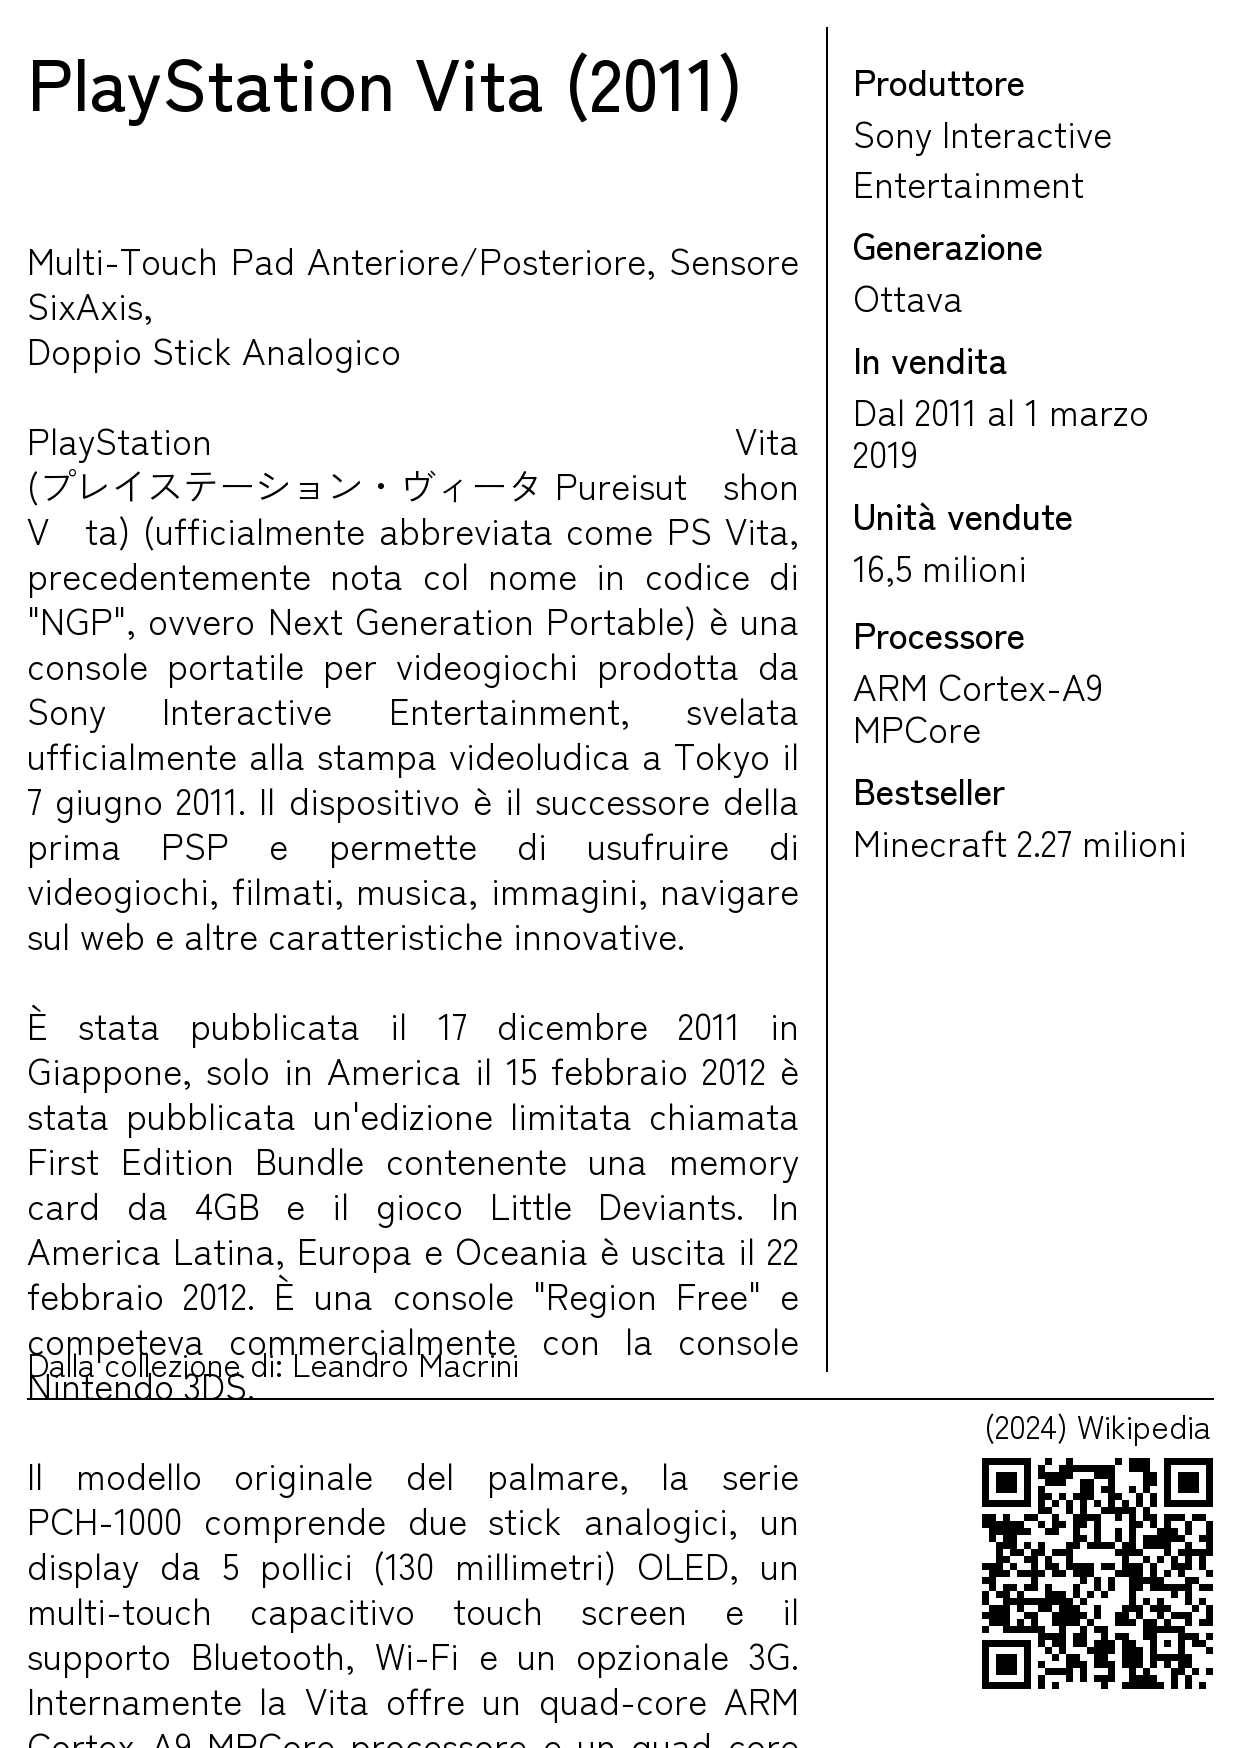 PlayStation Vita (2011)
Multi-Touch Pad Anteriore/Posteriore, Sensore
SixAxis,
Doppio Stick Analogico
PlayStation Vita
(プレイステーション・ヴィータ Pureisut shon
V ta) (ufficialmente abbreviata come PS Vita,
precedentemente nota col nome in codice di
"NGP", ovvero Next Generation Portable) è una
console portatile per videogiochi prodotta da
Sony Interactive Entertainment, svelata
ufficialmente alla stampa videoludica a Tokyo il
7 giugno 2011. Il dispositivo è il successore della
prima PSP e permette di usufruire di
videogiochi, filmati, musica, immagini, navigare
sul web e altre caratteristiche innovative.
È stata pubblicata il 17 dicembre 2011 in
Giappone, solo in America il 15 febbraio 2012 è
stata pubblicata un'edizione limitata chiamata
First Edition Bundle contenente una memory
card da 4GB e il gioco Little Deviants. In
America Latina, Europa e Oceania è uscita il 22
febbraio 2012. È una console "Region Free" e
competeva commercialmente con la console
Dalla collezione di: Leandro Macrini
Nintendo 3DS.
Il modello originale del palmare, la serie
PCH-1000 comprende due stick analogici, un
display da 5 pollici (130 millimetri) OLED, un
multi-touch capacitivo touch screen e il
supporto Bluetooth, Wi-Fi e un opzionale 3G.
Internamente la Vita offre un quad-core ARM
Cortex-A9 MPCore processore e un quad-core
Produttore
Sony Interactive
Entertainment
Generazione
Ottava
In vendita
Dal 2011 al 1 marzo
2019
Unità vendute
16,5 milioni
Processore
ARM Cortex-A9
MPCore
Bestseller
Minecraft 2.27 milioni
(2024) Wikipedia